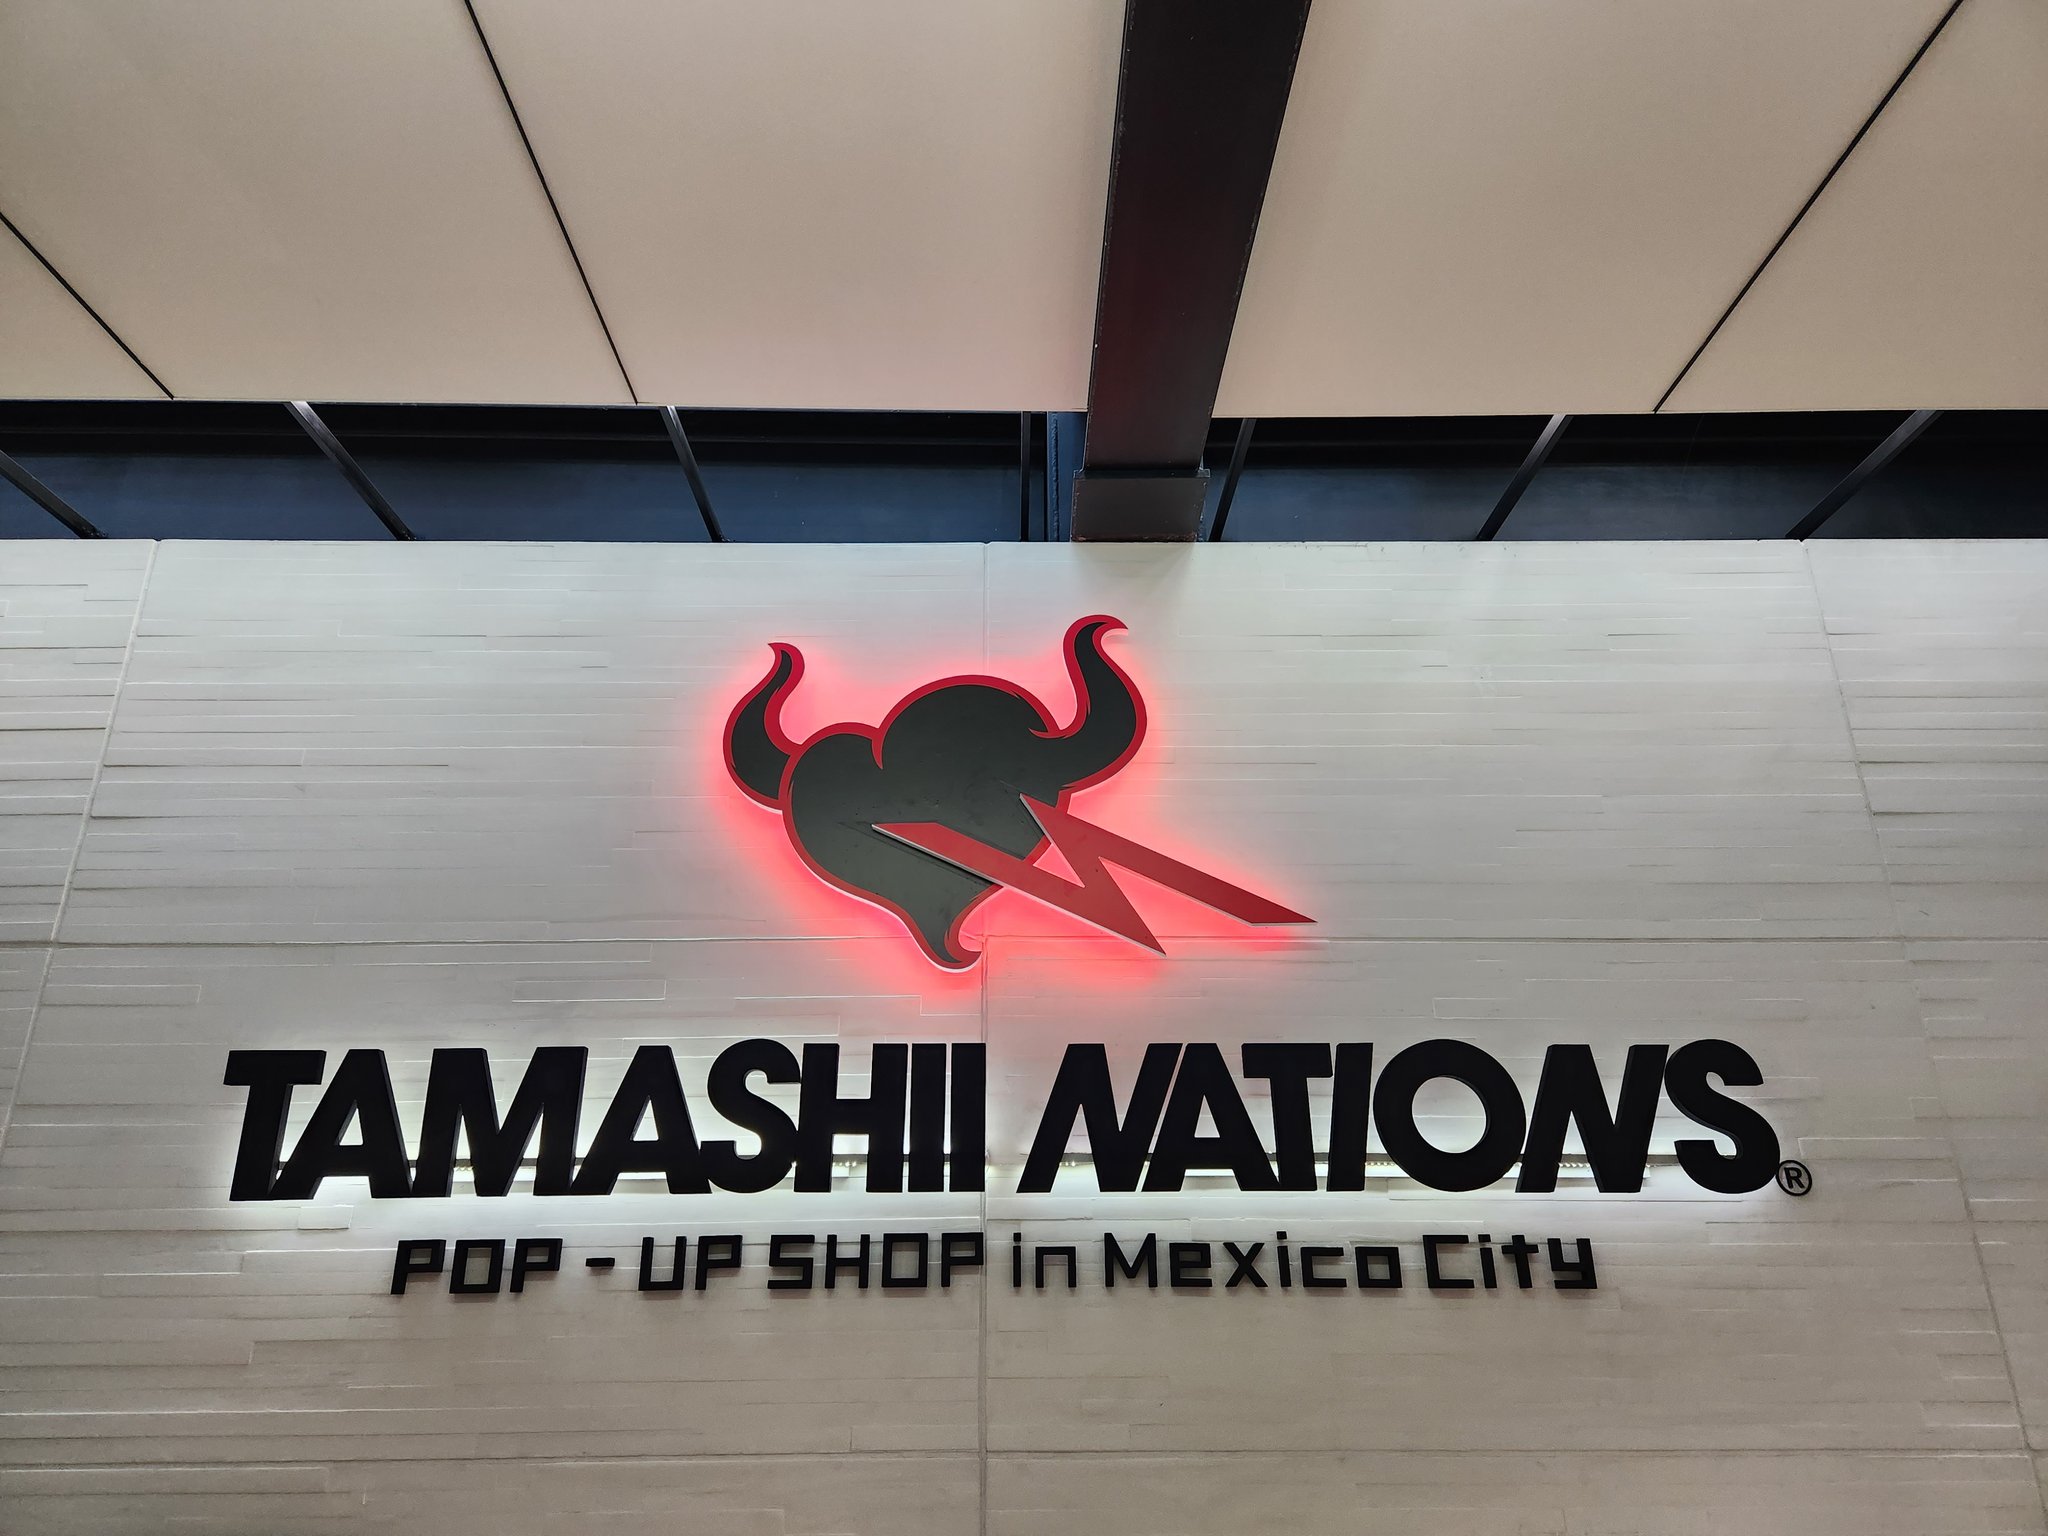 TAMASHII NATIONS®
POP-UP SHOP in Mexico City